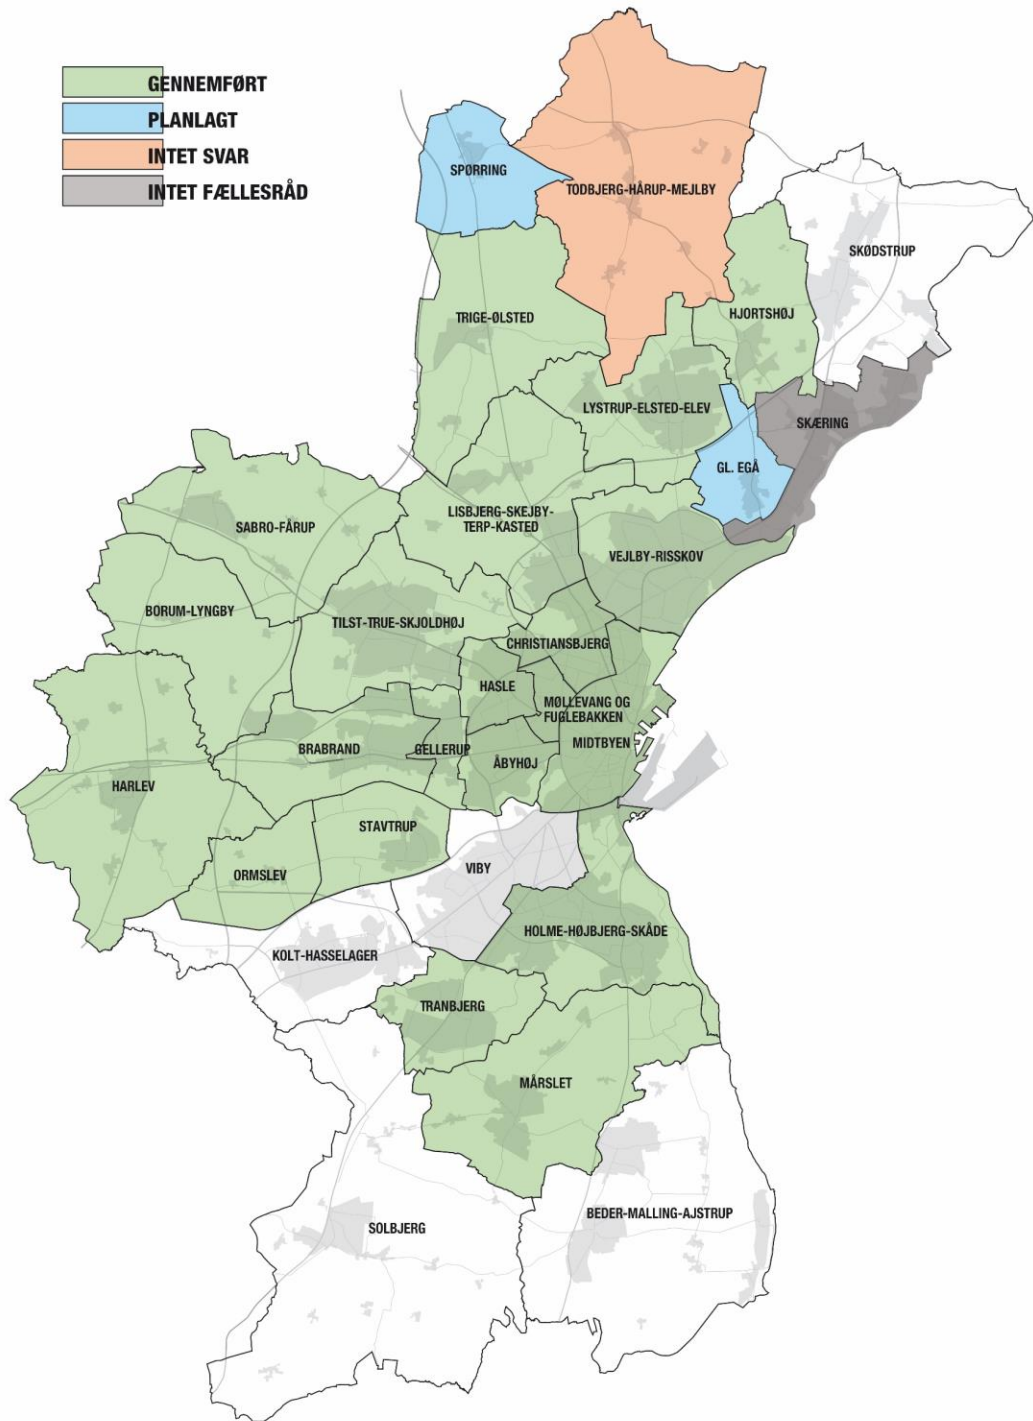 GENNEMFØRT
PLANLAGT
INTET SVAR
INTET FÆLLESRÅD
SPØRRING
TODBJERG-HÅRUP-MEJLBY
SKØDSTRUP
TRIGE-ØLSTED
HJORTSHØJ
LYSTRUP-ELSTED-ELEV
SKÆRING
GL. EGÅ
LISBJERG-SKEJBY-
TERP-KASTED
SABRO-FÅRUP
VEJLBY-RISSKOV
BORUM-LYNGBY
TILST-TRUE-SKJOLDHØJ
CHRISTIANSBJERG
HASLE
MØLLEVANG OG
FUGLEBAKKEN
MIDTBYEN
BRABRAND
GELLERUP
ÅBYHØJ
HARLEV
STAVTRUP
VIBY
ORMSLEV
HOLME-HØJBJERG-SKÅDE
KOLT-HASSELAGER
TRANBJERG
MÅRSLET
BEDER-MALLING-AJSTRUP
SOLBJERG